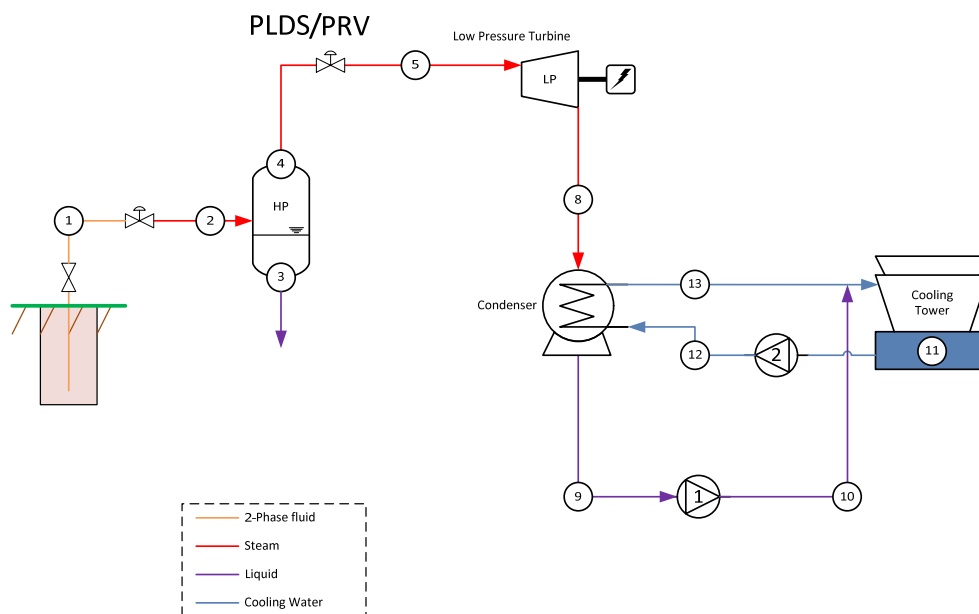 PLDS/PRV
Low Pressure Turbine
5
LP
4
HP
1
2
8
3
13
Condenser
Cooling
Tower
12
2
11
9
1
10
2-Phase fluid
Steam
Liquid
Cooling Water